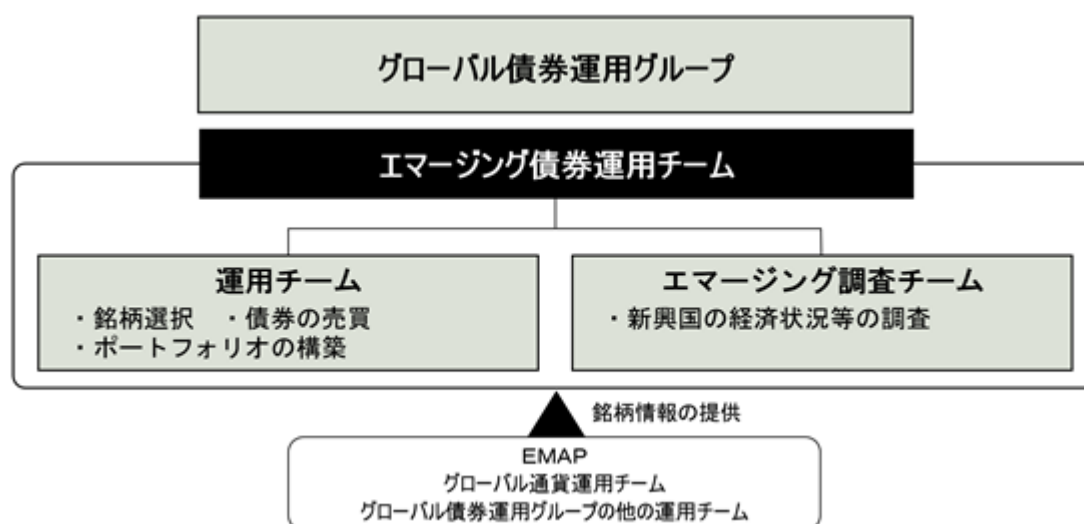 グローバル債券運用グループ
エマージング債券運用チーム
運用チーム
・銘柄選択　・債券の売買
・ポートフォリオの構築
エマージング調査チーム
・新興国の経済状況等の調査
銘柄情報の提供
EMAP
グローバル通貨運用チーム
グローバル債券運用グループの他の運用チーム